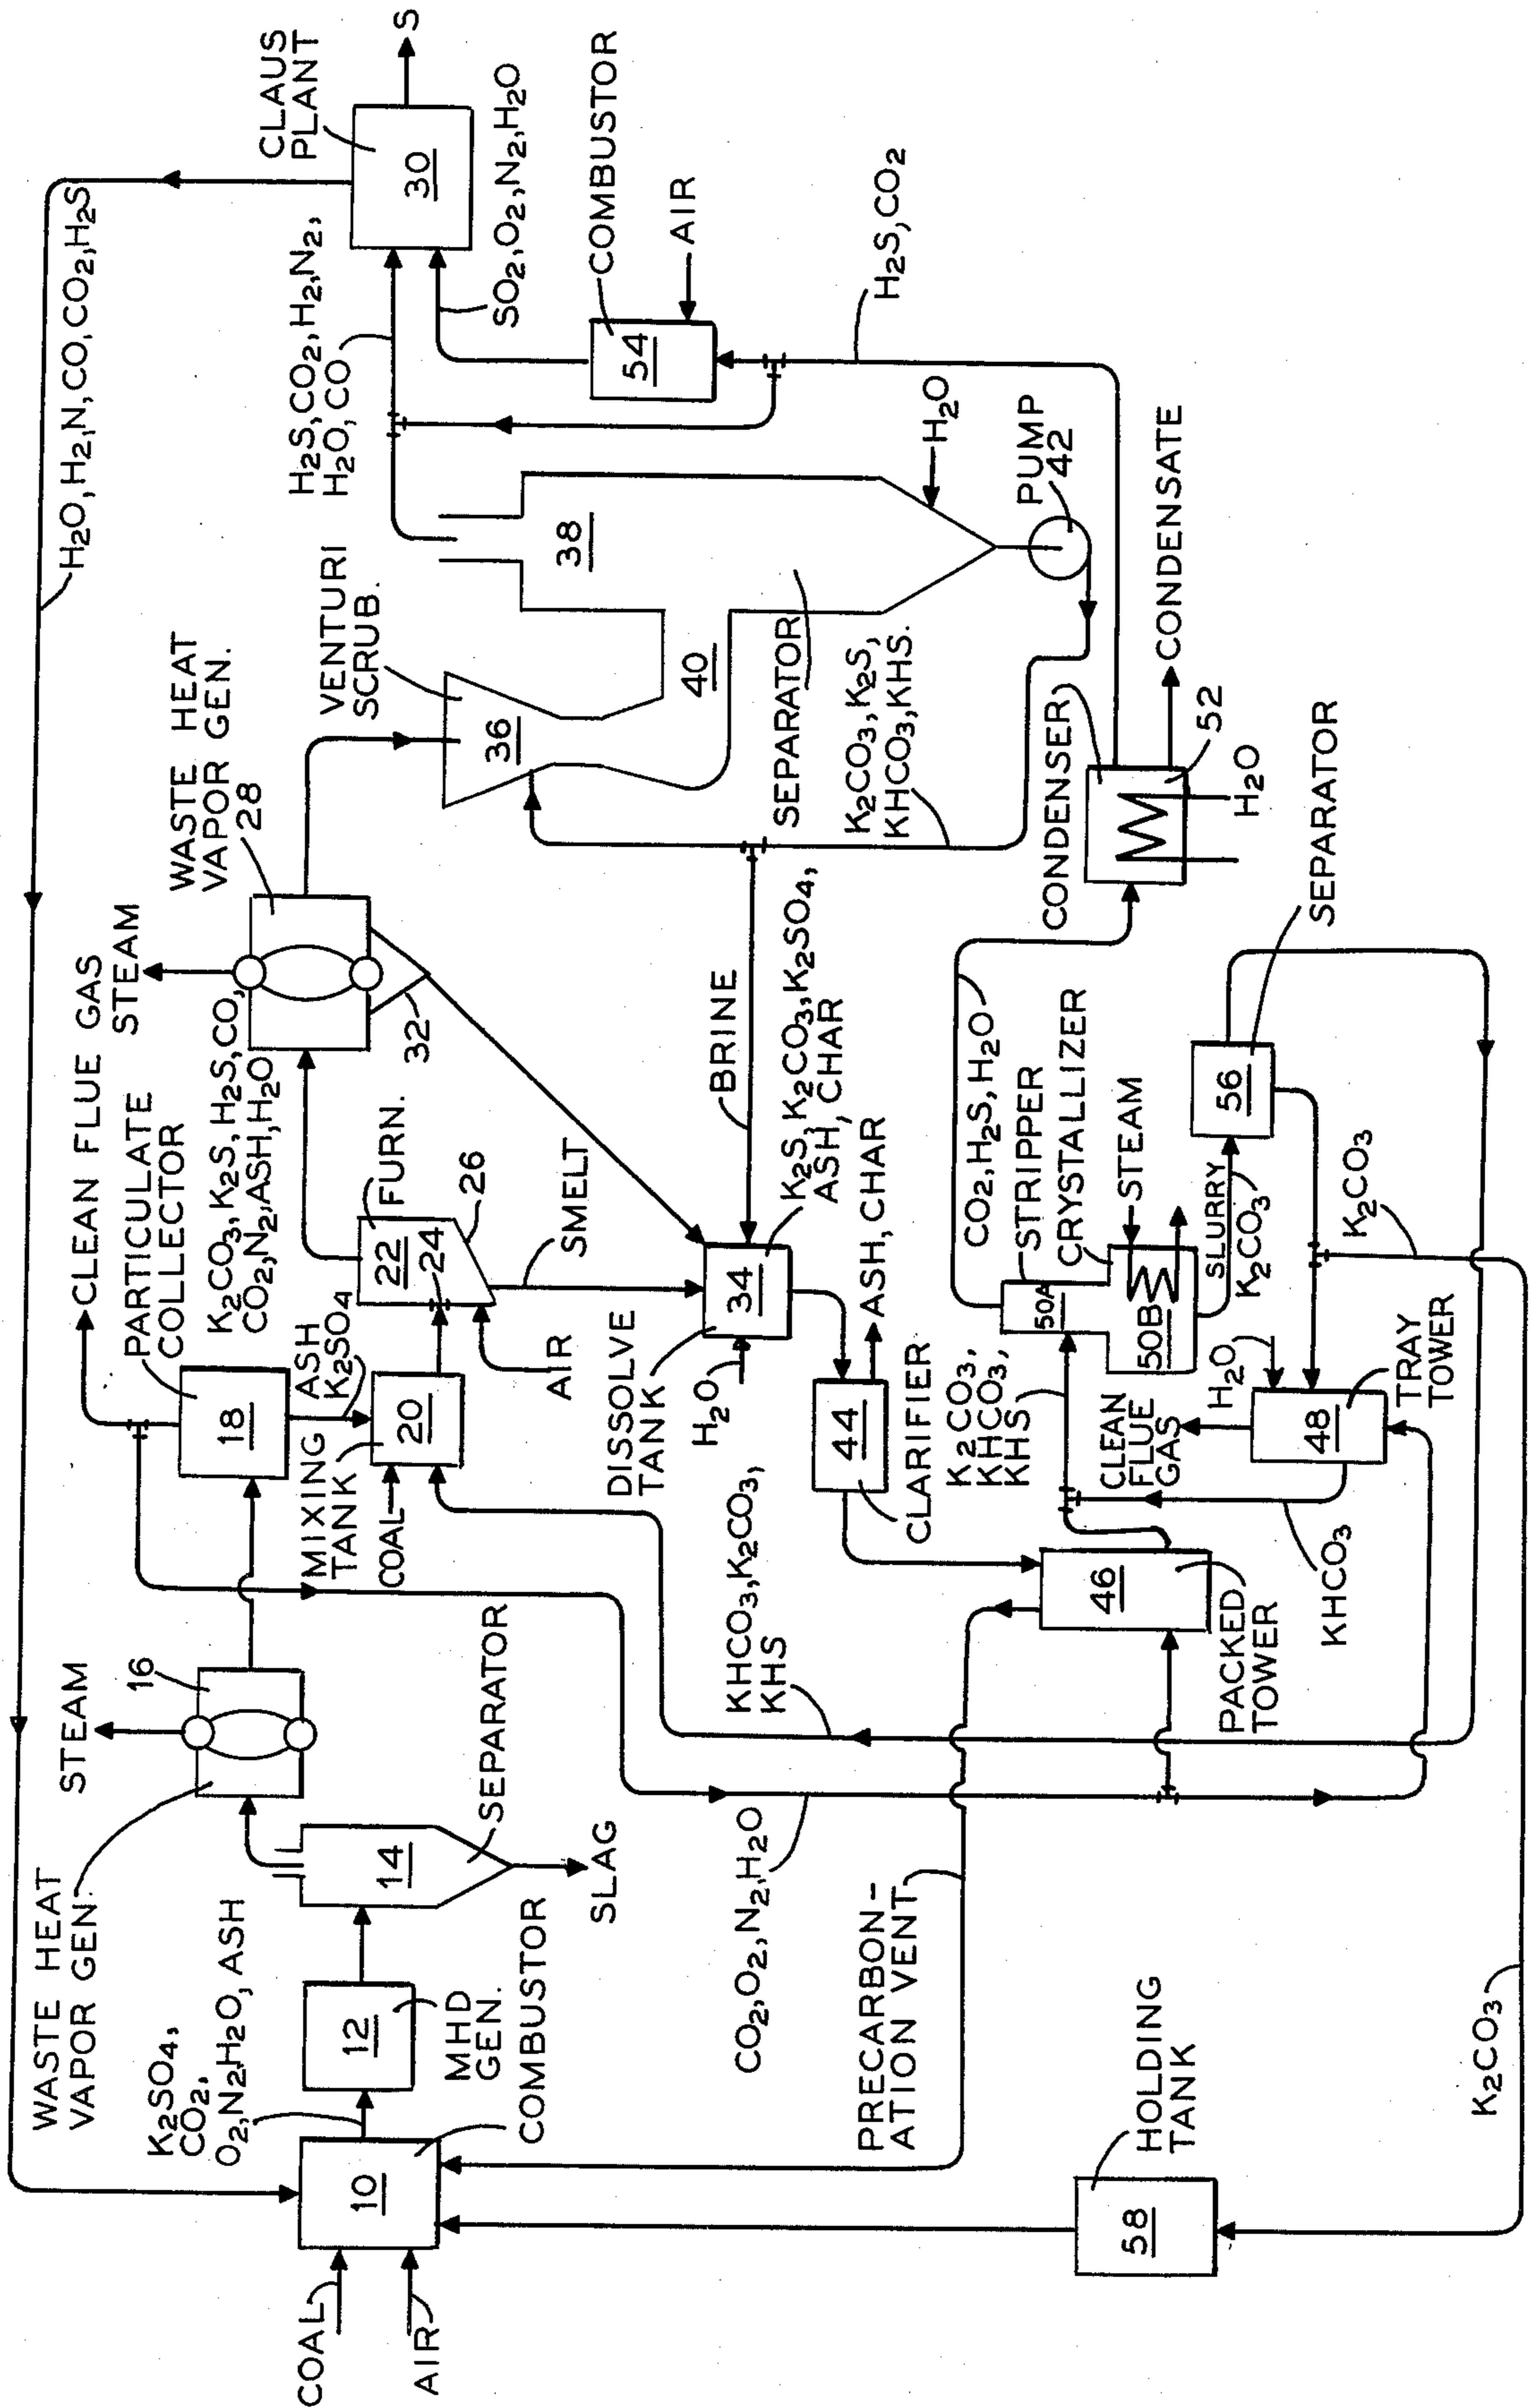 COAL
AIR
10
COMBUSTOR
K2SO4,
CO2,
O2,N2H2O, ASH
12
MHD
GEN.
14
SEPARATOR
SLAG
WASTE HEAT
VAPOR GEN.
STEAM
16
18
PARTICULATE
COLLECTOR
CLEAN FLUE GAS
ASH
K2SO4
MIXING
TANK
COAL
20
22
FURN.
24
26
AIR
SMELT
K2CO3, K2S, H2S, CO,
CO2,N2,ASH,H2O
STEAM
WASTE HEAT
VAPOR GEN.
28
32
H2O,H2,N,CO,CO2,H2S
VENTURI
SCRUB.
36
40
38
SEPARATOR
H2S,CO2,H2,N2,
H2O,CO
CLAUS
PLANT
30
S
SO2,O2,N2,H2O
COMBUSTOR
54
AIR
H2S,CO2
H2O
PUMP
42
K2CO3,K2S,
KHCO3,KHS.
BRINE
DISSOLVE
TANK
34
H2O
K2S,K2CO3,K2SO4,
ASH, CHAR
44
CLARIFIER
ASH, CHAR
KHCO3,K2CO3,
KHS
CO2,O2,N2,H2O
PRECARBON-
ATION VENT
46
PACKED
TOWER
K2CO3,
KHCO3,
KHS
CO2,H2S,H2O
STRIPPER
50A
CRYSTALLIZER
50B
STEAM
SLURRY
K2CO3
CONDENSER
52
CONDENSATE
H2O
56
SEPARATOR
CLEAN
FLUE
GAS
H2O
48
TRAY
TOWER
KHCO3
K2CO3
HOLDING
TANK
58
K2CO3